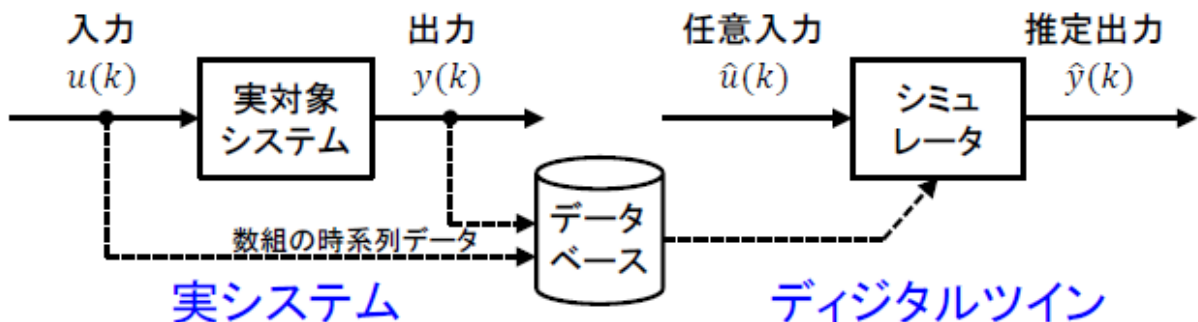 入力
u(k)
実対象
システム
出力
y(k)
任意入力
û(k)
シミュ
レータ
推定出力
ŷ(k)
データ
ベース
数組の時系列データ
実システム
ディジタルツイン